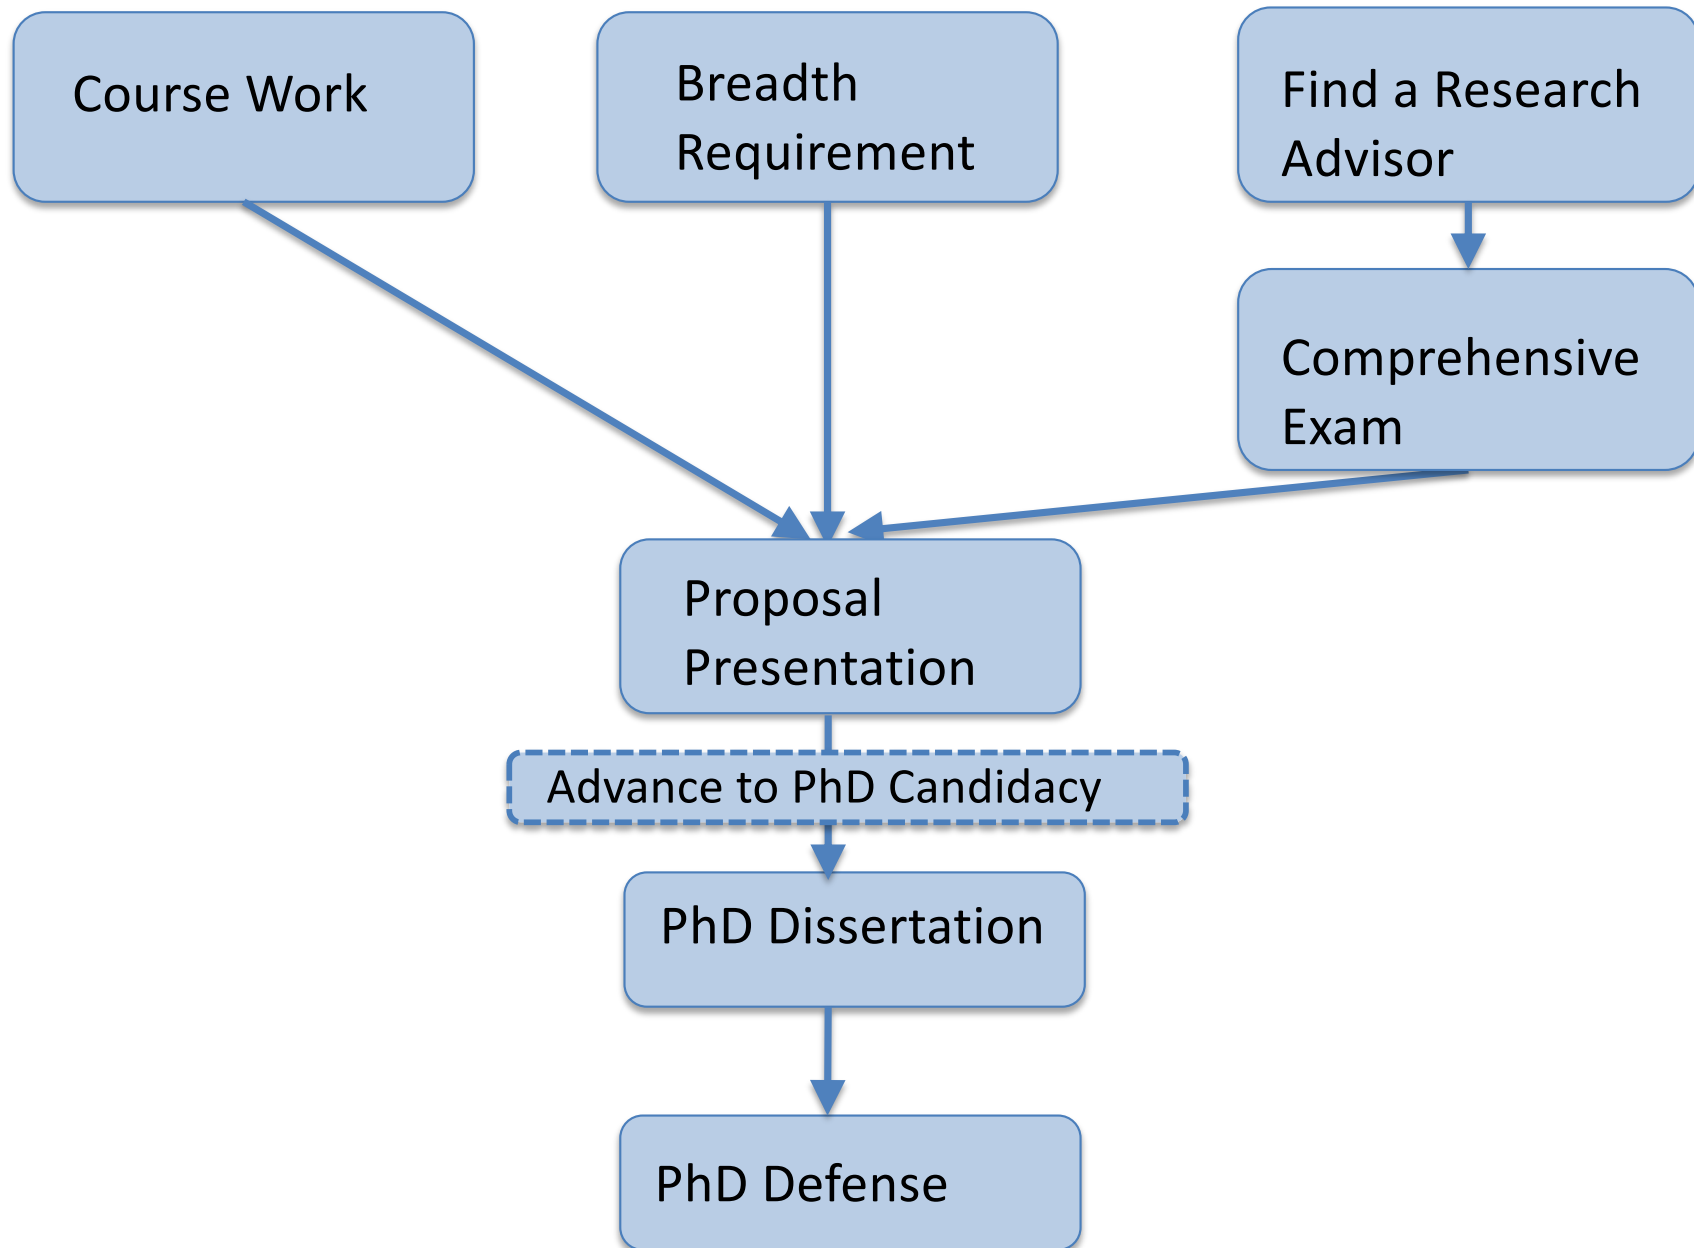 Course Work
Breadth
Requirement
Find a Research
Advisor
Comprehensive
Exam
Proposal
Presentation
Advance to PhD Candidacy
PhD Dissertation
PhD Defense